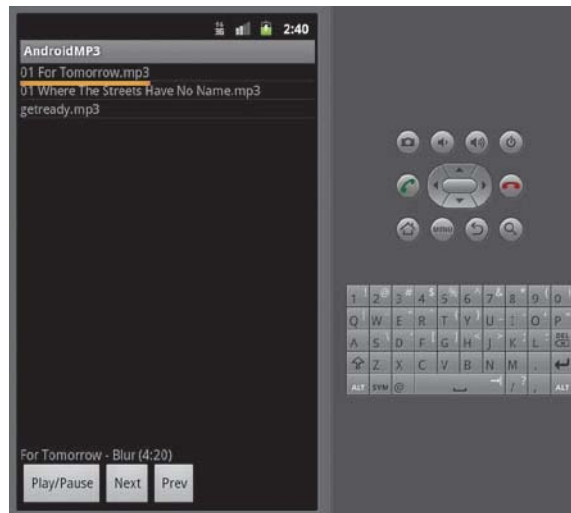 3G 2:40
AndroidMP3
01 For Tomorrow.mp3
01 Where The Streets Have No Name.mp3
getready.mp3
For Tomorrow - Blur (4:20)
Play/Pause Next Prev
MENU
1 ! 2 @ 3 # 4 $ 5 % 6 ^ 7 & 8 * 9 ( 0
Q W E R T { Y } U - I O " P
A S D F [ G ] H < J > K L : DEL
Z X C V B N M .
ALT SYM @ / ? , ALT